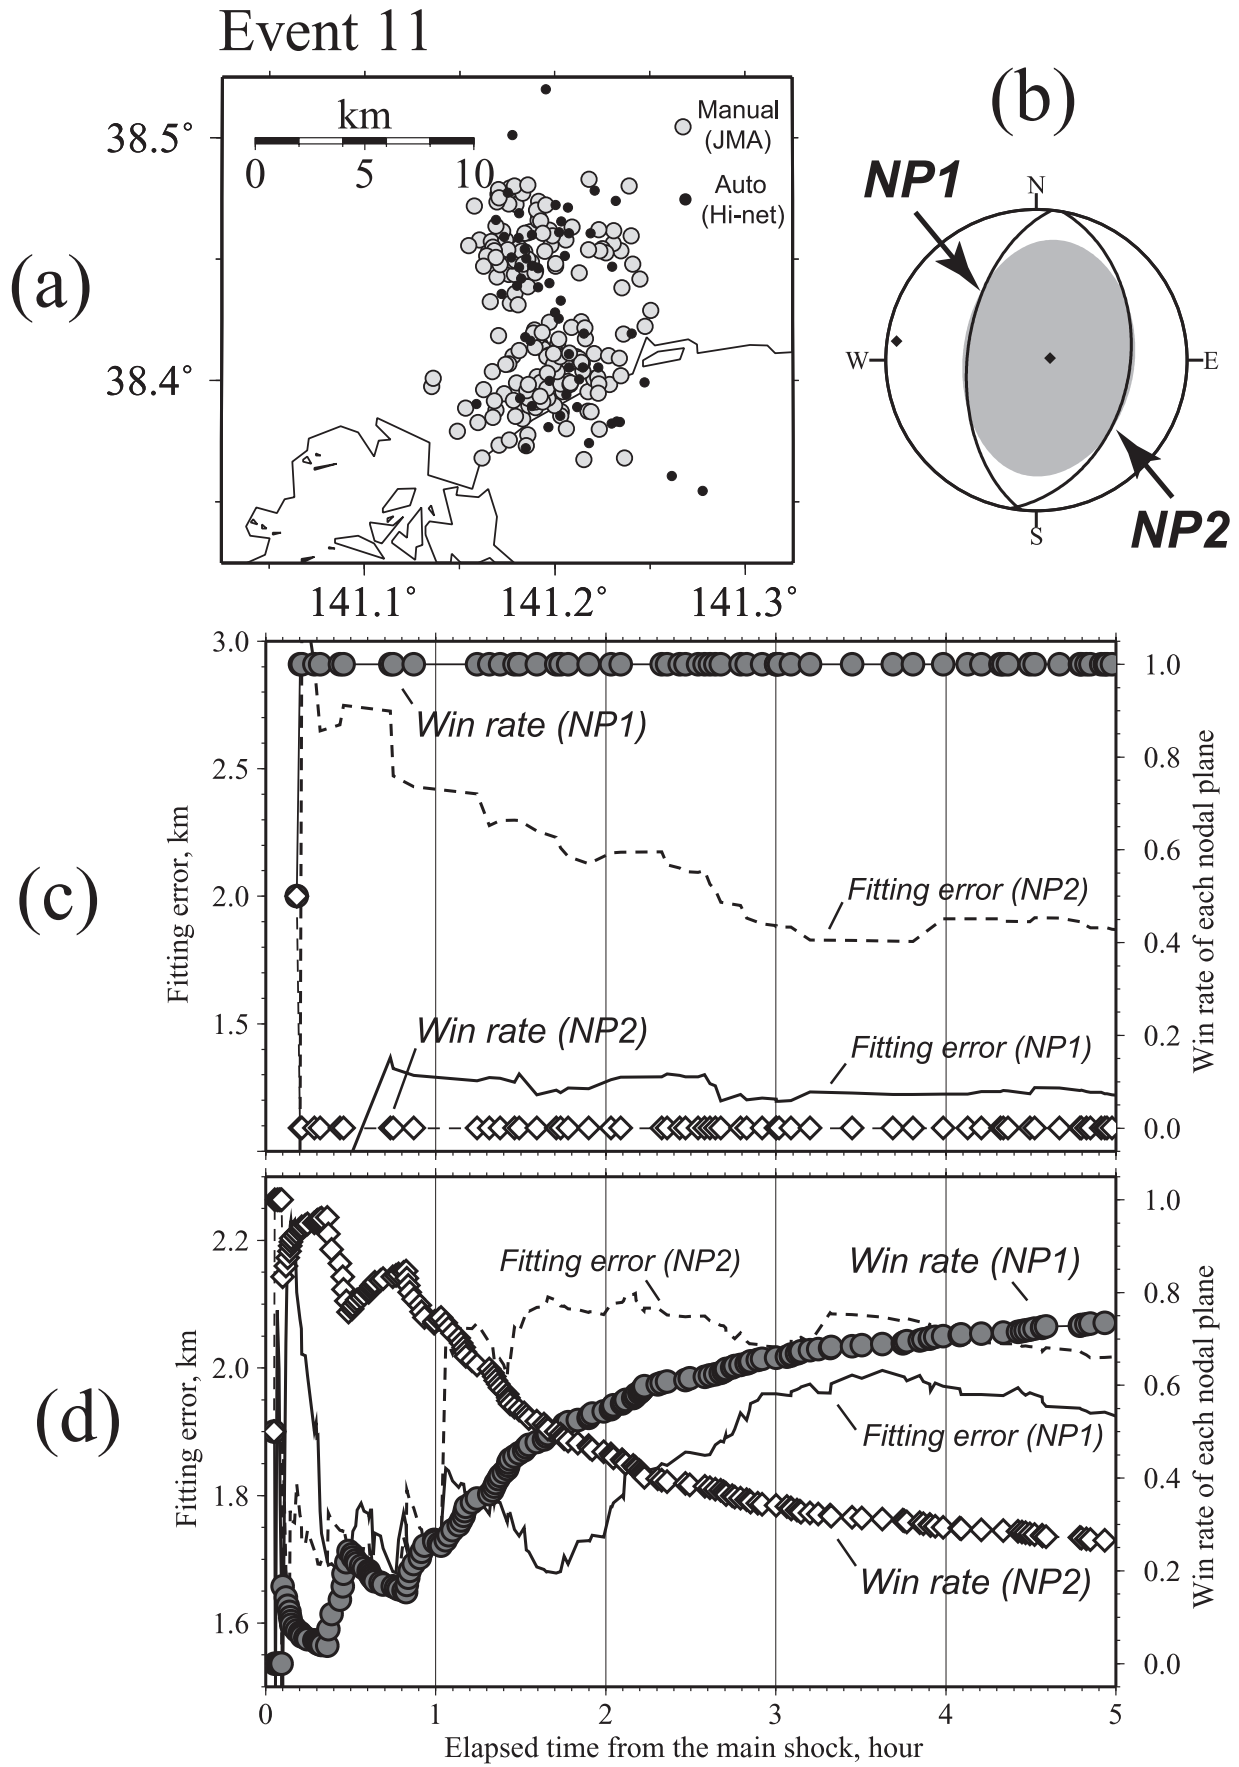 Event 11
(a)
km
0 5 10
Manual
(JMA)
Auto
(Hi-net)
38.5°
38.4°
141.1° 141.2° 141.3°
(b)
NP1
N
W
E
S
NP2
(c)
Fitting error, km
3.0
2.5
2.0
1.5
Win rate (NP1)
Fitting error (NP2)
Win rate (NP2)
Fitting error (NP1)
1.0
0.8
0.6
0.4
0.2
0.0
Win rate of each nodal plane
(d)
Fitting error, km
2.2
2.0
1.8
1.6
Fitting error (NP2)
Win rate (NP1)
Fitting error (NP1)
Win rate (NP2)
1.0
0.8
0.6
0.4
0.2
0.0
Win rate of each nodal plane
0 1 2 3 4 5
Elapsed time from the main shock, hour